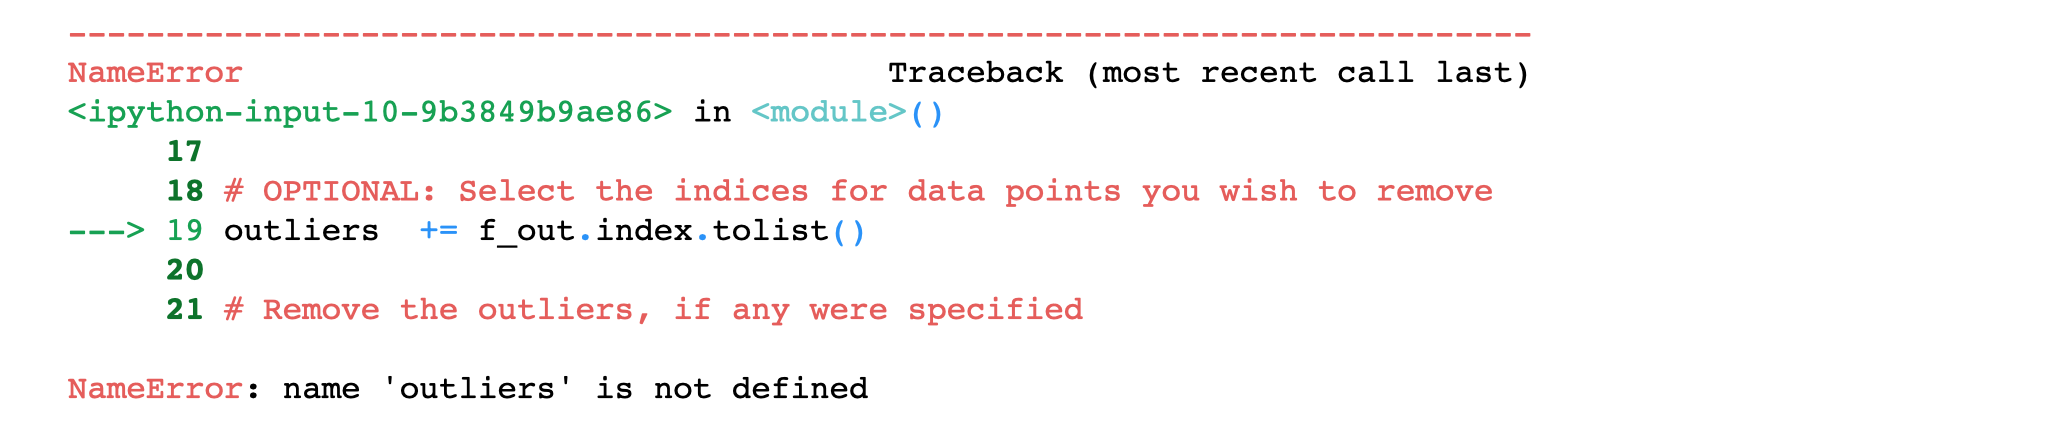 ---------------------------------------------------------------------------
NameError                                 Traceback (most recent call last)
<ipython-input-10-9b3849b9ae86> in <module>()
     17
     18 # OPTIONAL: Select the indices for data points you wish to remove
---> 19 outliers  += f_out.index.tolist()
     20
     21 # Remove the outliers, if any were specified
NameError: name 'outliers' is not defined